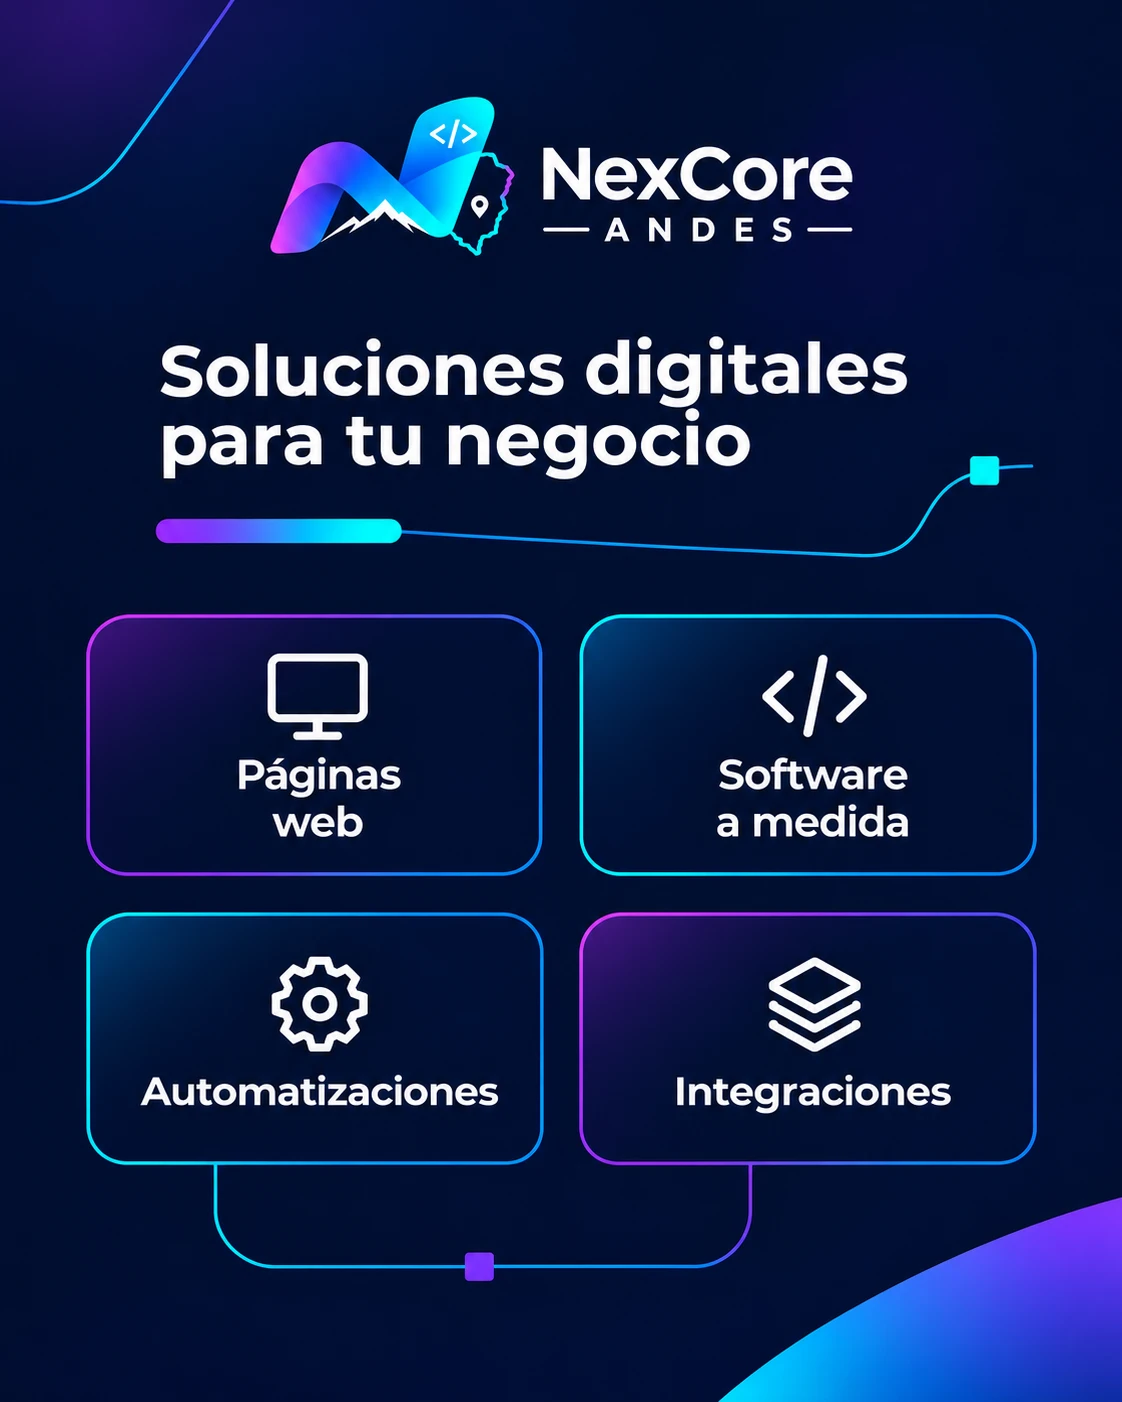 </>
NexCore
ANDES
Soluciones digitales
para tu negocio
Páginas
web
</>
Software
a medida
Automatizaciones
Integraciones